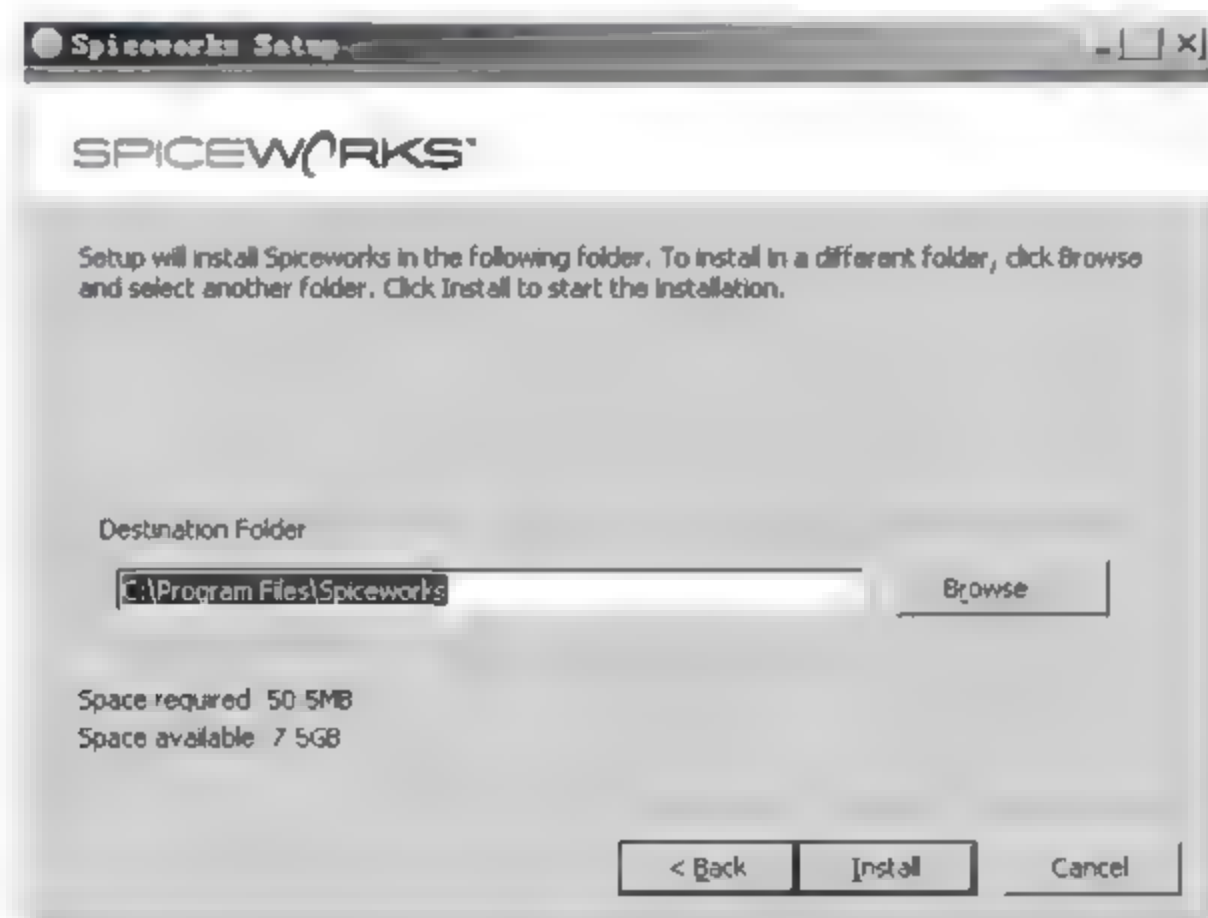 Spiceworks Setup
SPICEWORKS™
Setup will install Spiceworks in the following folder. To install in a different folder, click Browse
and select another folder. Click Install to start the installation.
Destination Folder
C:\Program Files\Spiceworks
Browse
Space required 50 5MB
Space available 7 5GB
< Back
Install
Cancel